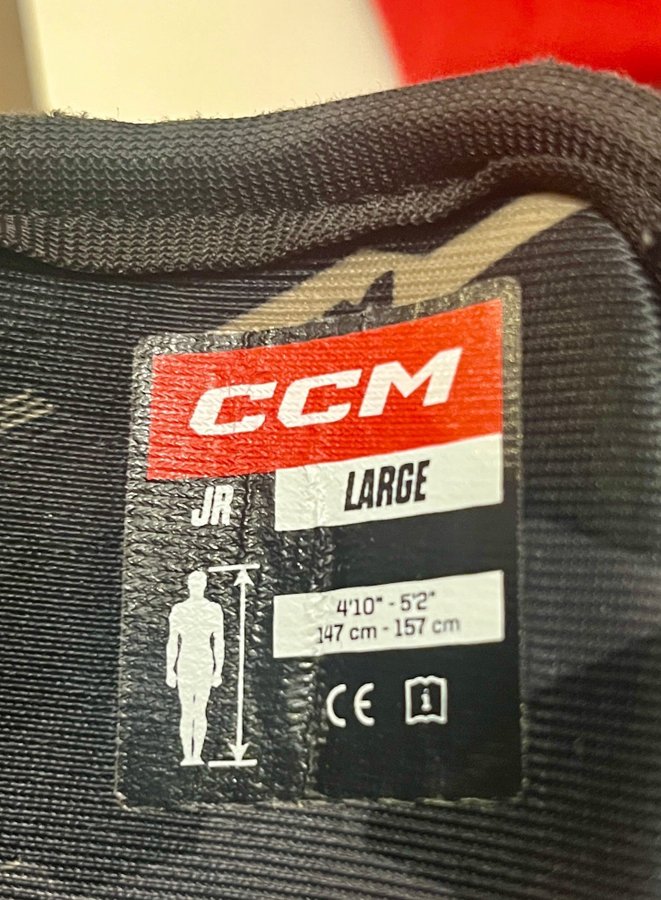 CCM
JR LARGE
4'10" - 5'2"
147 cm - 157 cm
CE i